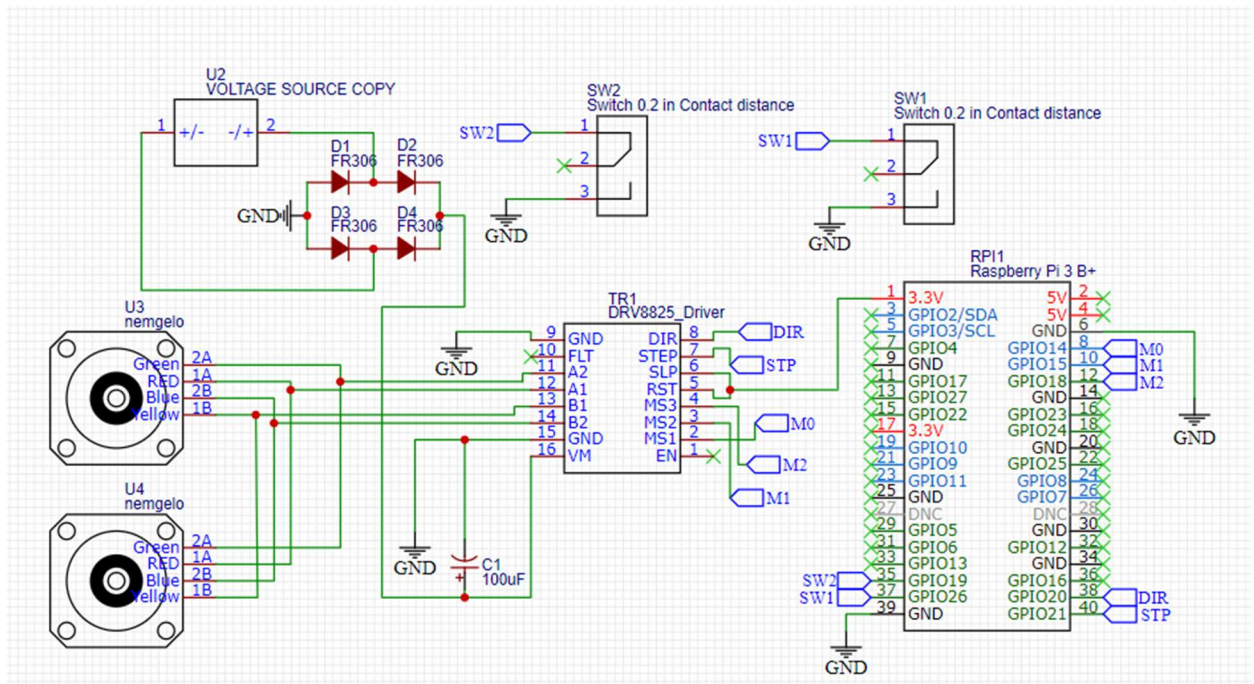 U2
VOLTAGE SOURCE COPY
1 +/- -/+ 2
D1
FR306
D2
FR306
D3
FR306
D4
FR306
GND
SW2
Switch 0.2 in Contact distance
SW2 1
2
3
GND
SW1
Switch 0.2 in Contact distance
SW1 1
2
3
GND
U3
nemgelo
Green 2A
RED 1A
Blue 2B
Yellow 1B
U4
nemgelo
Green 2A
RED 1A
Blue 2B
Yellow 1B
TR1
DRV8825_Driver
9 GND DIR 8 DIR
10 FLT STEP 7 STP
11 A2 SLP 6
12 A1 RST 5
13 B1 MS3 4
14 B2 MS2 3 M0
15 GND MS1 2
16 VM EN 1
M2
M1
GND
GND
C1
100uF
+
RPI1
Raspberry Pi 3 B+
1 3.3V 5V 2
3 GPIO2/SDA 5V 4
5 GPIO3/SCL GND 6
7 GPIO4 GPIO14 8 M0
9 GND GPIO15 10 M1
11 GPIO17 GPIO18 12 M2
13 GPIO27 GND 14
15 GPIO22 GPIO23 16
17 3.3V GPIO24 18
19 GPIO10 GND 20
21 GPIO9 GPIO25 22
23 GPIO11 GPIO8 24
25 GND GPIO7 26
27 DNC DNC 28
29 GPIO5 GND 30
31 GPIO6 GPIO12 32
33 GPIO13 GND 34
SW2 35 GPIO19 GPIO16 36
SW1 37 GPIO26 GPIO20 38 DIR
39 GND GPIO21 40 STP
GND
GND